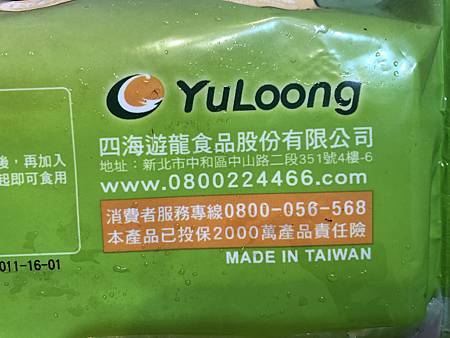 YuLoong
四海遊龍食品股份有限公司
地址：新北市中和區中山路二段351號4樓-6
www.0800224466.com
消費者服務專線0800-056-568
本產品已投保2000萬產品責任險
MADE IN TAIWAN
後，再加入
起即可食用
011-16-01